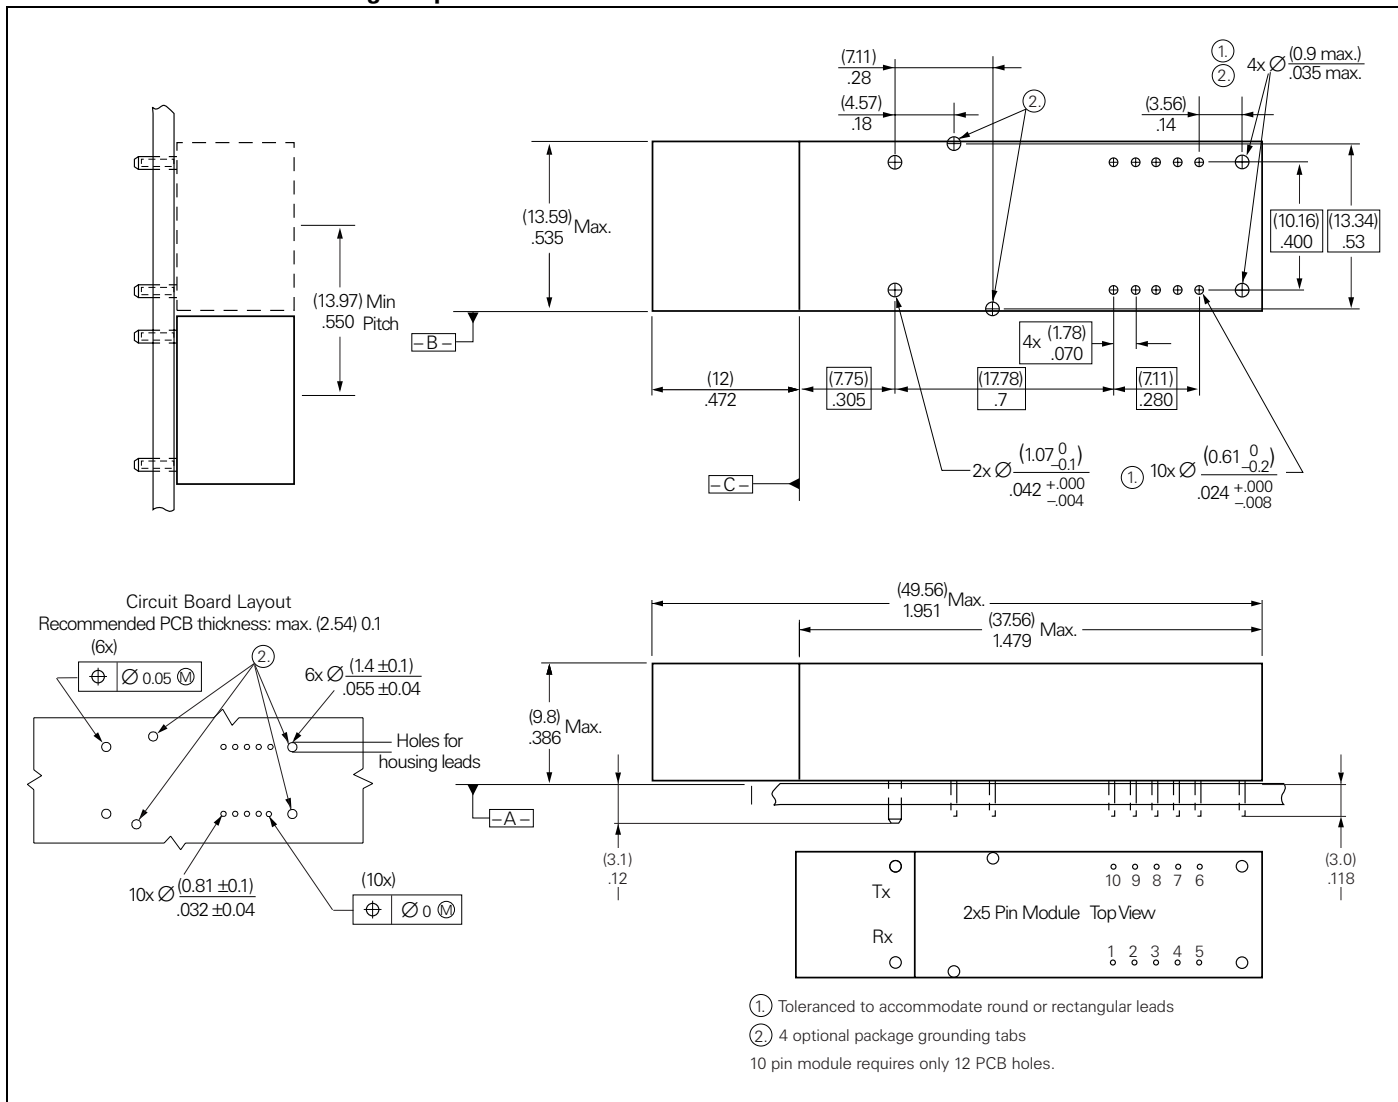 (7.11)
.28
(4.57)
.18
2.
1.
2.
4x Ø (0.9 max.)
.035 max.
(3.56)
.14
(13.59) Max.
.535
(10.16)
.400
(13.34)
.53
(13.97) Min
.550 Pitch
–B–
4x (1.78)
.070
(12)
.472
(7.75)
.305
(17.78)
.7
(7.11)
.280
–C–
2x Ø (1.07 0 –0.1)
.042 +.000 –.004
1. 10x Ø (0.61 0 –0.2)
.024 +.000 –.008
Circuit Board Layout
Recommended PCB thickness: max. (2.54) 0.1
(6x)
⌖ Ø 0.05 Ⓜ
2.
6x Ø (1.4 ±0.1)
.055 ±0.04
Holes for
housing leads
10x Ø (0.81 ±0.1)
.032 ±0.04
(10x)
⌖ Ø 0 Ⓜ
(49.56) Max.
1.951
(37.56) Max.
1.479
(9.8) Max.
.386
–A–
(3.1)
.12
(3.0)
.118
10 9 8 7 6
Tx
2x5 Pin Module Top View
Rx
1 2 3 4 5
1. Toleranced to accommodate round or rectangular leads
2. 4 optional package grounding tabs
10 pin module requires only 12 PCB holes.